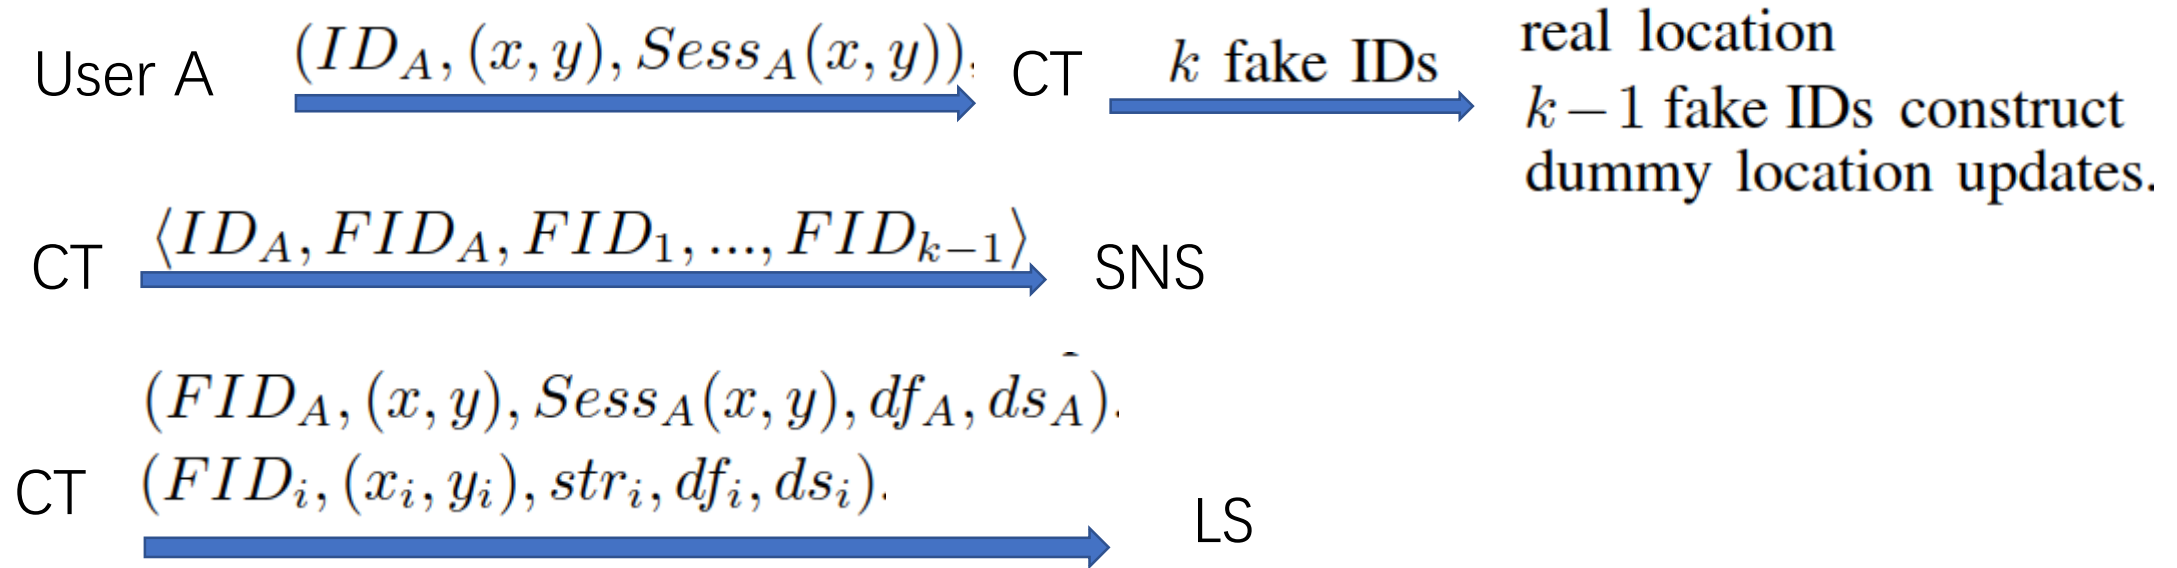 User A (ID_A, (x, y), Sess_A(x, y)), CT k fake IDs real location
k − 1 fake IDs construct
dummy location updates.
CT ⟨ID_A, FID_A, FID_1, ..., FID_{k−1}⟩ SNS
(FID_A, (x, y), Sess_A(x, y), df_A, ds_A).
CT (FID_i, (x_i, y_i), str_i, df_i, ds_i).
LS